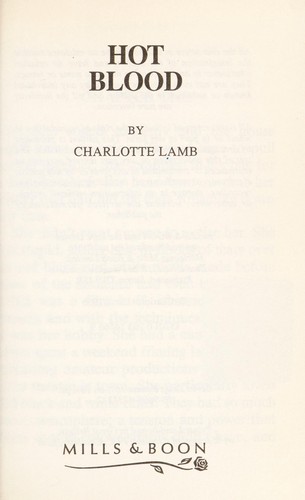 HOT
BLOOD
BY
CHARLOTTE LAMB
MILLS & BOON